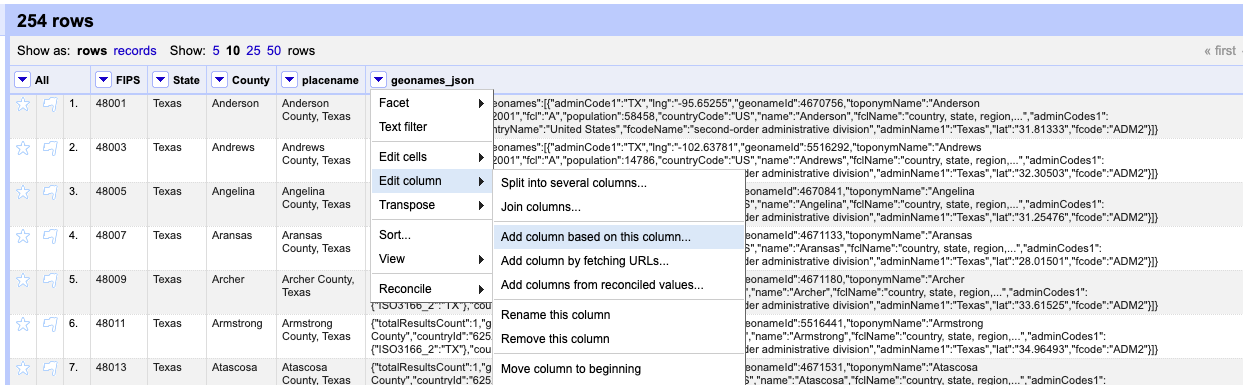 254 rows
Show as: rows records Show: 5 10 25 50 rows « first
All FIPS State County placename geonames_json
1. 48001 Texas Anderson Anderson County, Texas
eonames":[{"adminCode1":"TX","lng":"-95.65255","geonameId":4670756,"toponymName":"Anderson
2001","fcl":"A","population":58458,"countryCode":"US","name":"Anderson","fclName":"country, state, region,...","adminCodes1":
ntryName":"United States","fcodeName":"second-order administrative division","adminName1":"Texas","lat":"31.81333","fcode":"ADM2"}]}
2. 48003 Texas Andrews Andrews County, Texas
eonames":[{"adminCode1":"TX","lng":"-102.63781","geonameId":5516292,"toponymName":"Andrews
2001","fcl":"A","population":14786,"countryCode":"US","name":"Andrews","fclName":"country, state, region,...","adminCodes1":
der administrative division","adminName1":"Texas","lat":"32.30503","fcode":"ADM2"}]}
3. 48005 Texas Angelina Angelina County, Texas
eonameId":4670841,"toponymName":"Angelina
S","name":"Angelina","fclName":"country, state, region,...","adminCodes1":
der administrative division","adminName1":"Texas","lat":"31.25476","fcode":"ADM2"}]}
4. 48007 Texas Aransas Aransas County, Texas
eonameId":4671133,"toponymName":"Aransas
S","name":"Aransas","fclName":"country, state, region,...","adminCodes1":
der administrative division","adminName1":"Texas","lat":"28.01501","fcode":"ADM2"}]}
5. 48009 Texas Archer Archer County, Texas
eonameId":4671180,"toponymName":"Archer
","name":"Archer","fclName":"country, state, region,...","adminCodes1":
{"ISO3166_2":"TX"},"cou
der administrative division","adminName1":"Texas","lat":"33.61525","fcode":"ADM2"}]}
6. 48011 Texas Armstrong Armstrong County, Texas
{"totalResultsCount":1,"g
eonameId":5516441,"toponymName":"Armstrong
County","countryId":"625
S","name":"Armstrong","fclName":"country, state, region,...","adminCodes1":
{"ISO3166_2":"TX"},"cou
der administrative division","adminName1":"Texas","lat":"34.96493","fcode":"ADM2"}]}
7. 48013 Texas Atascosa Atascosa County, Texas
{"totalResultsCount":1,"g
eonameId":4671531,"toponymName":"Atascosa
County","countryId":"625
S","name":"Atascosa","fclName":"country, state, region,...","adminCodes1":
Facet
Text filter
Edit cells
Edit column
Transpose
Sort...
View
Reconcile
Split into several columns...
Join columns...
Add column based on this column...
Add column by fetching URLs...
Add columns from reconciled values...
Rename this column
Remove this column
Move column to beginning